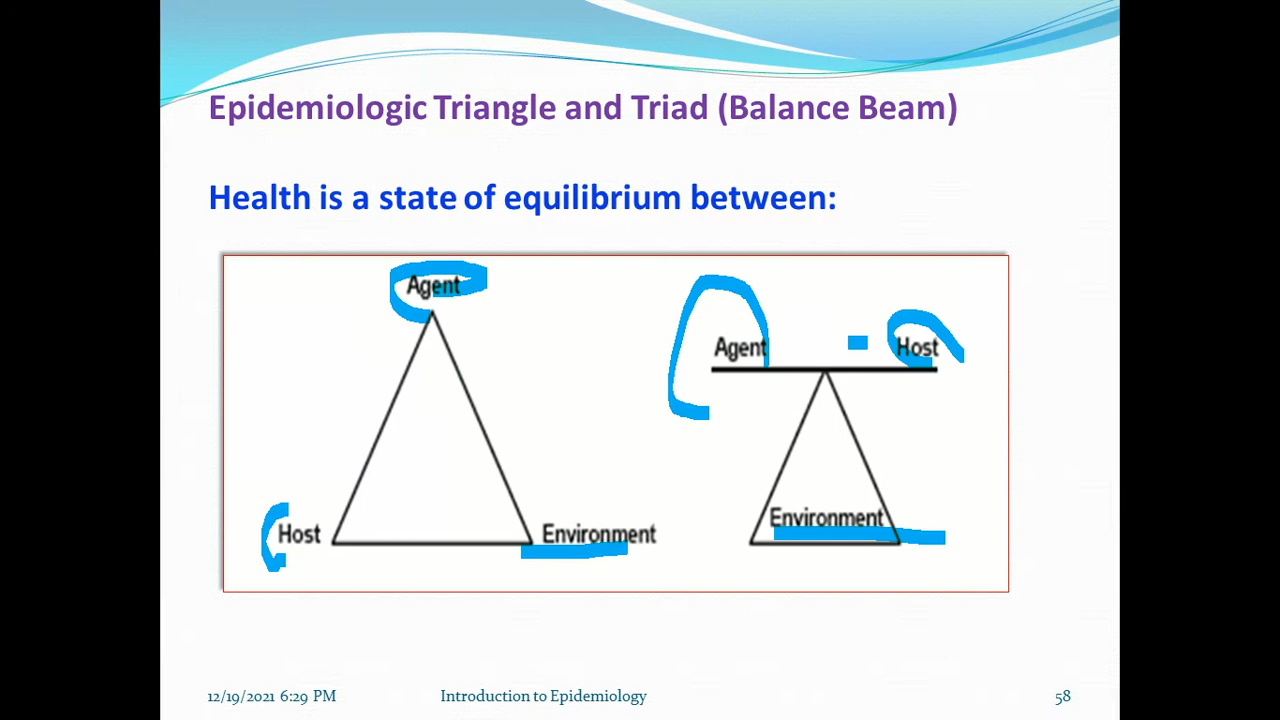 Epidemiologic Triangle and Triad (Balance Beam)
Health is a state of equilibrium between:
Agent
Host
Environment
Agent
Host
Environment
12/19/2021 6:29 PM
Introduction to Epidemiology
58